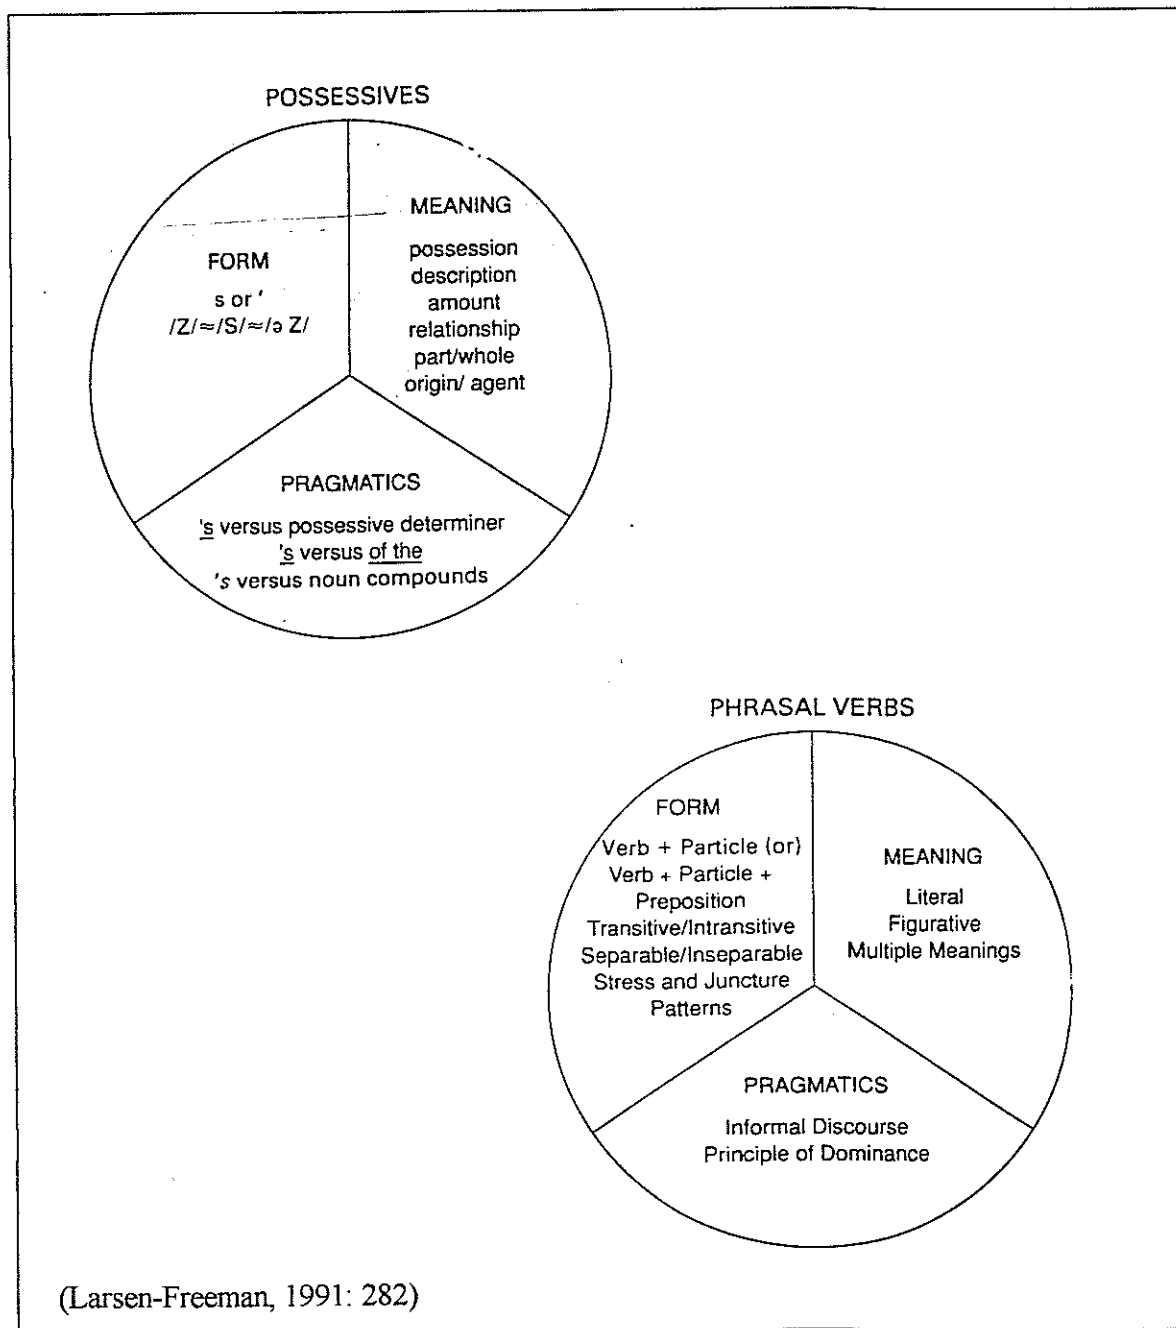 POSSESSIVES
FORM
s or '
/Z/≈/S/≈/ə Z/
MEANING
possession
description
amount
relationship
part/whole
origin/ agent
PRAGMATICS
's versus possessive determiner
's versus of the
's versus noun compounds
PHRASAL VERBS
FORM
Verb + Particle (or)
Verb + Particle +
Preposition
Transitive/Intransitive
Separable/Inseparable
Stress and Juncture
Patterns
MEANING
Literal
Figurative
Multiple Meanings
PRAGMATICS
Informal Discourse
Principle of Dominance
(Larsen-Freeman, 1991: 282)